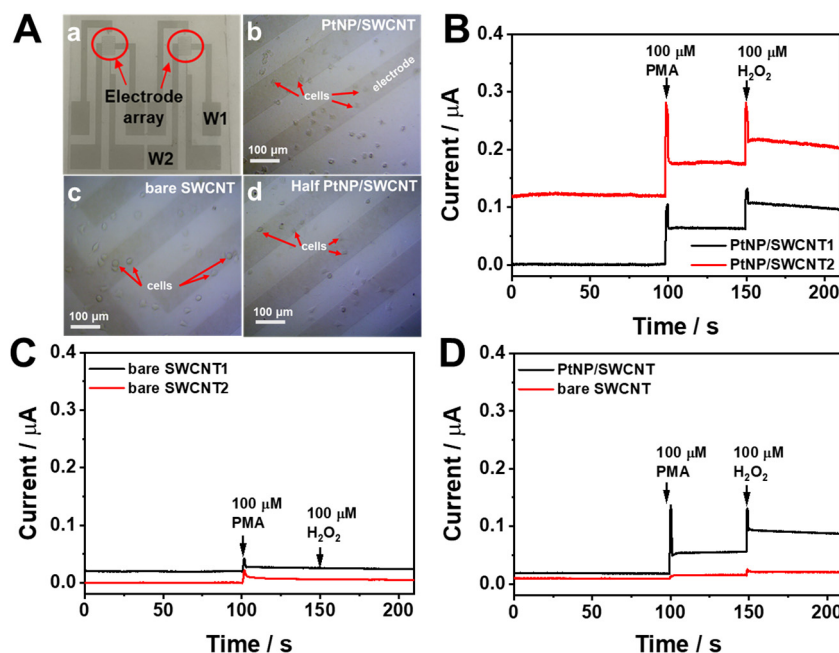 A
a
Electrode
array
W1
W2
b
PtNP/SWCNT
cells
electrode
100 µm
c
bare SWCNT
cells
100 µm
d
Half PtNP/SWCNT
cells
100 µm
B
0.4
0.3
0.2
0.1
0.0
Current / µA
100 µM
PMA
100 µM
H₂O₂
PtNP/SWCNT1
PtNP/SWCNT2
0
50
100
150
200
Time / s
C
0.4
0.3
0.2
0.1
0.0
Current / µA
bare SWCNT1
bare SWCNT2
100 µM
PMA
100 µM
H₂O₂
0
50
100
150
200
Time / s
D
0.4
0.3
0.2
0.1
0.0
Current / µA
PtNP/SWCNT
bare SWCNT
100 µM
PMA
100 µM
H₂O₂
0
50
100
150
200
Time / s